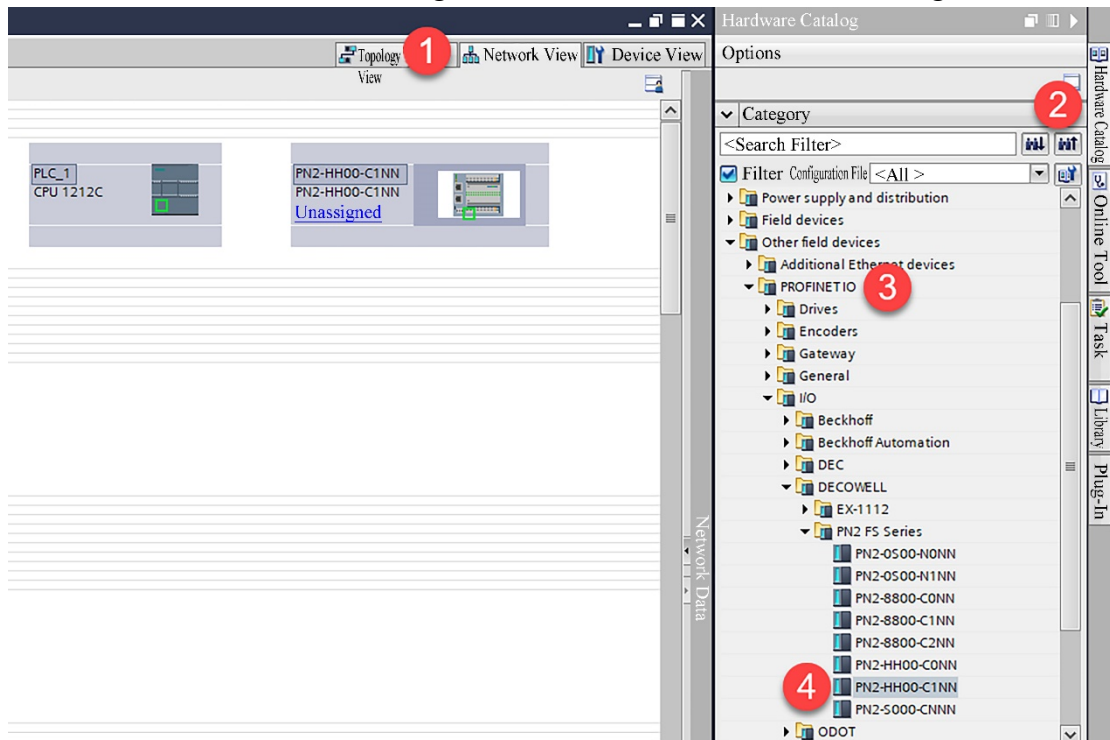 Hardware Catalog
Topology View
1
Network View
Device View
Options
2
Category
<Search Filter>
Filter Configuration File <All >
PLC_1
CPU 1212C
PN2-HH00-C1NN
PN2-HH00-C1NN
Unassigned
Power supply and distribution
Field devices
Other field devices
Additional Ethernet devices
PROFINET IO
3
Drives
Encoders
Gateway
General
I/O
Beckhoff
Beckhoff Automation
DEC
DECOWELL
EX-1112
PN2 FS Series
PN2-0S00-N0NN
PN2-0S00-N1NN
PN2-8800-C0NN
PN2-8800-C1NN
PN2-8800-C2NN
PN2-HH00-C0NN
4
PN2-HH00-C1NN
PN2-S000-CNNN
ODOT
Network Data
Hardware Catalog
Online Tool
Task
Library
Plug-In